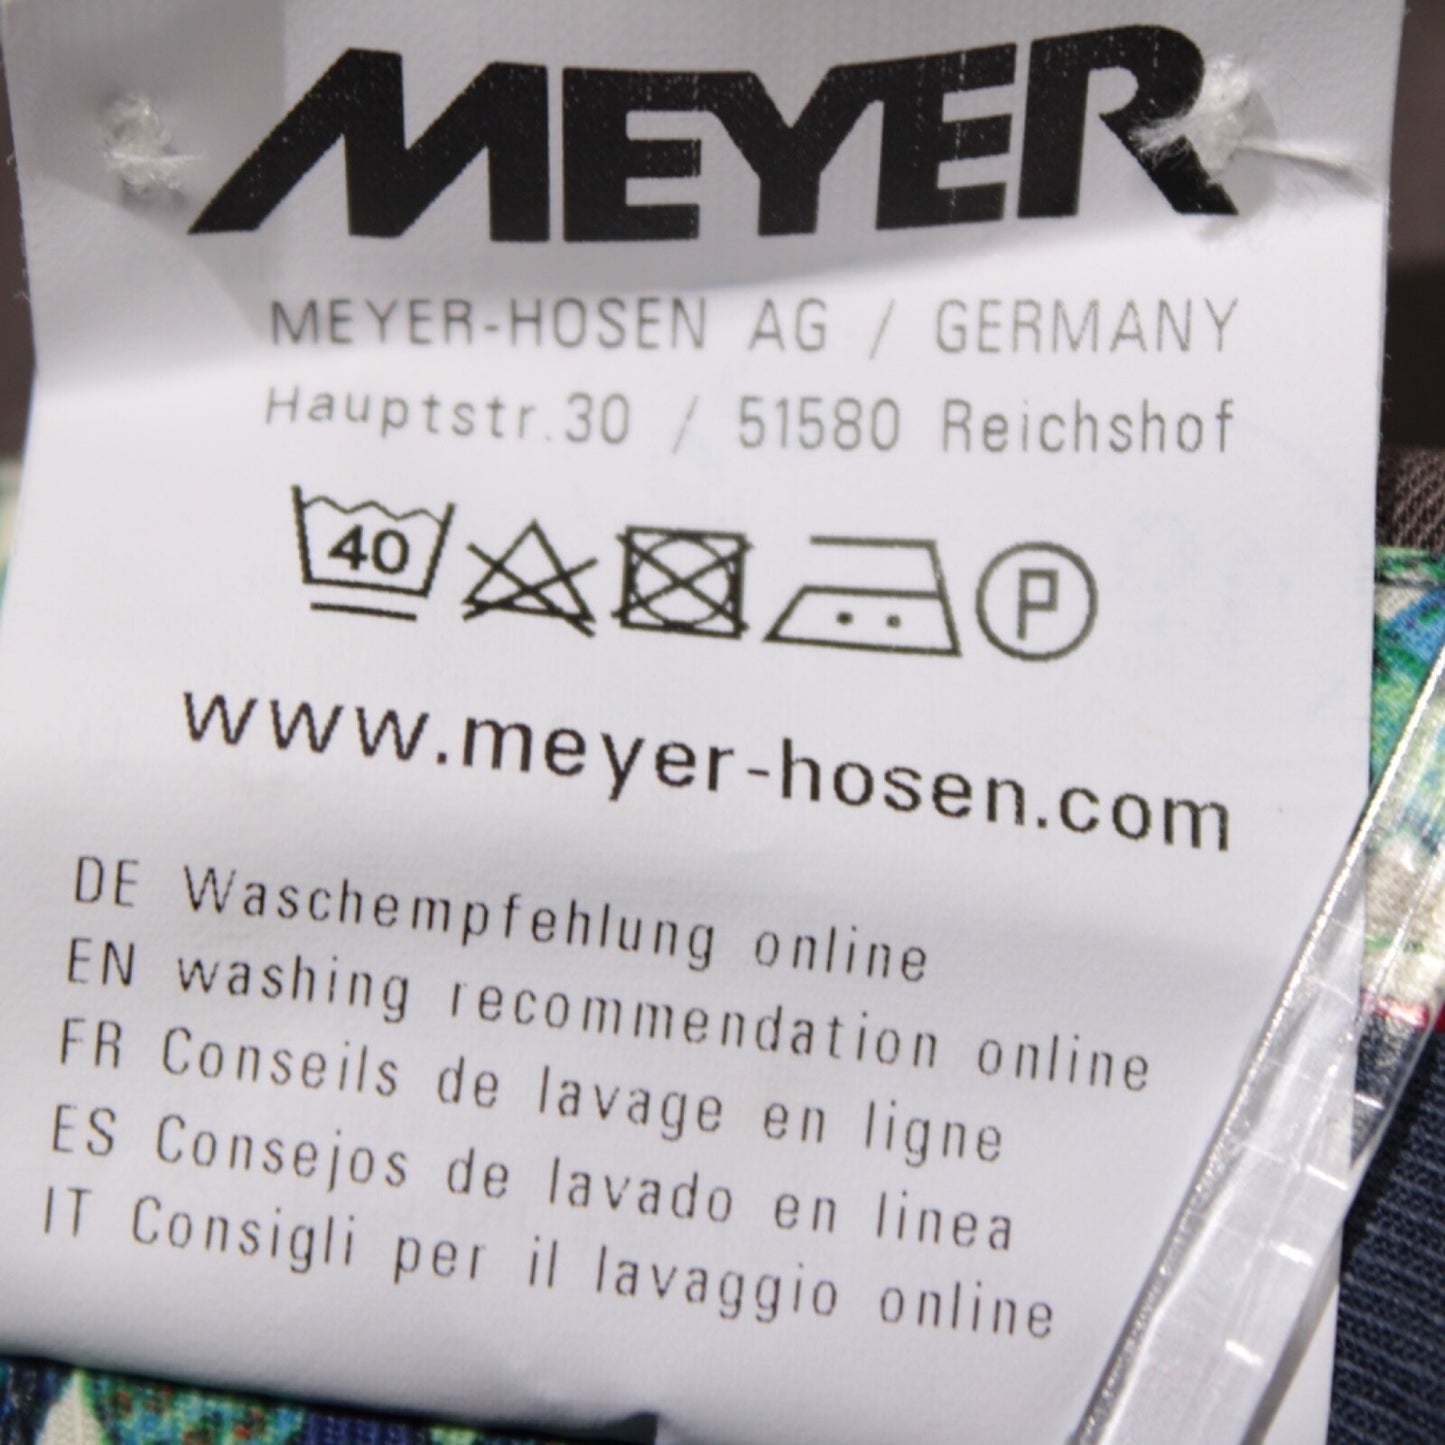 MEYER
MEYER-HOSEN AG / GERMANY
Hauptstr.30 / 51580 Reichshof
40 P
www.meyer-hosen.com
DE Waschempfehlung online
EN washing recommendation online
FR Conseils de lavage en ligne
ES Consejos de lavado en linea
IT Consigli per il lavaggio online